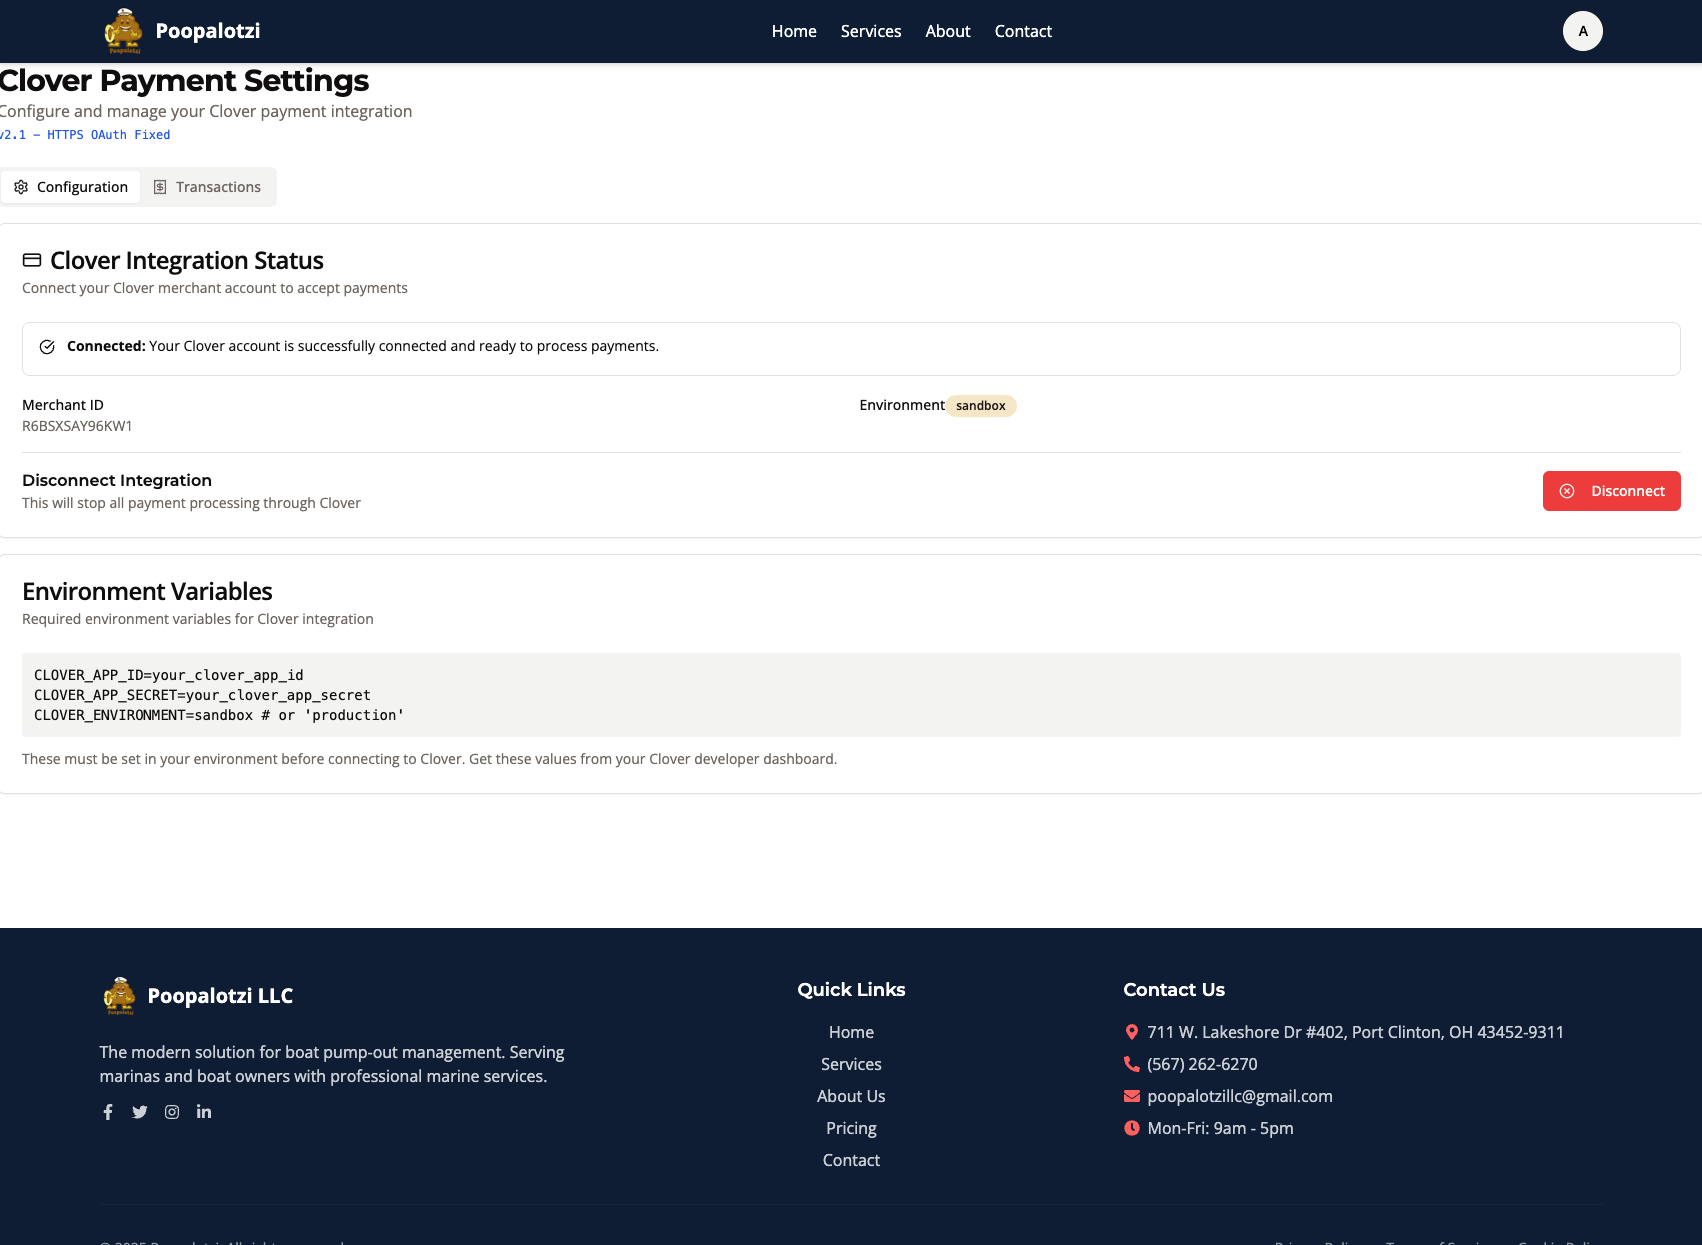 Poopalotzi
Home Services About Contact
A
Clover Payment Settings
Configure and manage your Clover payment integration
v2.1 – HTTPS OAuth Fixed
Configuration Transactions
Clover Integration Status
Connect your Clover merchant account to accept payments
Connected: Your Clover account is successfully connected and ready to process payments.
Merchant ID
R6BSXSAY96KW1
Environment sandbox
Disconnect Integration
This will stop all payment processing through Clover
Disconnect
Environment Variables
Required environment variables for Clover integration
CLOVER_APP_ID=your_clover_app_id
CLOVER_APP_SECRET=your_clover_app_secret
CLOVER_ENVIRONMENT=sandbox # or 'production'
These must be set in your environment before connecting to Clover. Get these values from your Clover developer dashboard.
Poopalotzi LLC
The modern solution for boat pump-out management. Serving
marinas and boat owners with professional marine services.
Quick Links
Home
Services
About Us
Pricing
Contact
Contact Us
711 W. Lakeshore Dr #402, Port Clinton, OH 43452-9311
(567) 262-6270
poopalotzillc@gmail.com
Mon-Fri: 9am - 5pm